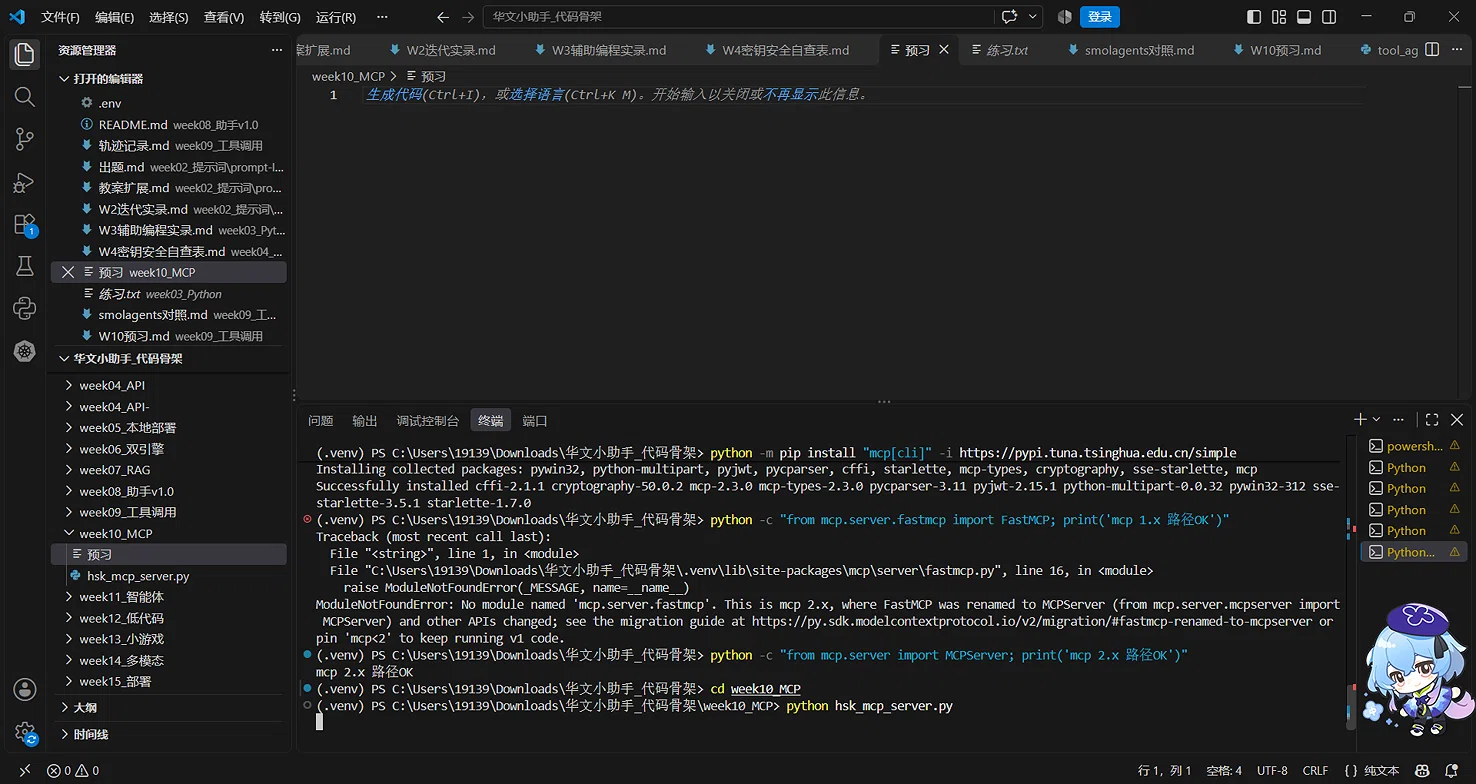 文件(F) 编辑(E) 选择(S) 查看(V) 转到(G) 运行(R) ··· 华文小助手_代码骨架 登录
资源管理器 ···
打开的编辑器
.env
README.md week08_助手v1.0
轨迹记录.md week09_工具调用
出题.md week02_提示词\prompt-l...
教案扩展.md week02_提示词\pro...
W2迭代实录.md week02_提示词\...
W3辅助编程实录.md week03_Pyt...
W4密钥安全自查表.md week04_...
预习 week10_MCP
练习.txt week03_Python
smolagents对照.md week09_工...
W10预习.md week09_工具调用
华文小助手_代码骨架
week04_API
week04_API-
week05_本地部署
week06_双引擎
week07_RAG
week08_助手v1.0
week09_工具调用
week10_MCP
预习
hsk_mcp_server.py
week11_智能体
week12_低代码
week13_小游戏
week14_多模态
week15_部署
大纲
时间线
1
扩展.md W2迭代实录.md W3辅助编程实录.md W4密钥安全自查表.md 预习 练习.txt smolagents对照.md W10预习.md tool_ag ···
week10_MCP > 预习
1 生成代码(Ctrl+I), 或选择语言(Ctrl+K M)。开始输入以关闭或不再显示此信息。
问题 输出 调试控制台 终端 端口
(.venv) PS C:\Users\19139\Downloads\华文小助手_代码骨架> python -m pip install "mcp[cli]" -i https://pypi.tuna.tsinghua.edu.cn/simple
Installing collected packages: pywin32, python-multipart, pyjwt, pycparser, cffi, starlette, mcp-types, cryptography, sse-starlette, mcp
Successfully installed cffi-2.1.1 cryptography-50.0.2 mcp-2.3.0 mcp-types-2.3.0 pycparser-3.11 pyjwt-2.15.1 python-multipart-0.0.32 pywin32-312 sse-
starlette-3.5.1 starlette-1.7.0
(.venv) PS C:\Users\19139\Downloads\华文小助手_代码骨架> python -c "from mcp.server.fastmcp import FastMCP; print('mcp 1.x 路径OK')"
Traceback (most recent call last):
File "<string>", line 1, in <module>
File "C:\Users\19139\Downloads\华文小助手_代码骨架\.venv\lib\site-packages\mcp\server\fastmcp.py", line 16, in <module>
raise ModuleNotFoundError(_MESSAGE, name=__name__)
ModuleNotFoundError: No module named 'mcp.server.fastmcp'. This is mcp 2.x, where FastMCP was renamed to MCPServer (from mcp.server.mcpserver import
MCPServer) and other APIs changed; see the migration guide at https://py.sdk.modelcontextprotocol.io/v2/migration/#fastmcp-renamed-to-mcpserver or
pin 'mcp<2' to keep running v1 code.
(.venv) PS C:\Users\19139\Downloads\华文小助手_代码骨架> python -c "from mcp.server import MCPServer; print('mcp 2.x 路径OK')"
mcp 2.x 路径OK
(.venv) PS C:\Users\19139\Downloads\华文小助手_代码骨架> cd week10_MCP
(.venv) PS C:\Users\19139\Downloads\华文小助手_代码骨架\week10_MCP> python hsk_mcp_server.py
powersh...
Python
Python
Python
Python
Python...
0 0 行 1, 列 1 空格: 4 UTF-8 CRLF {} 纯文本